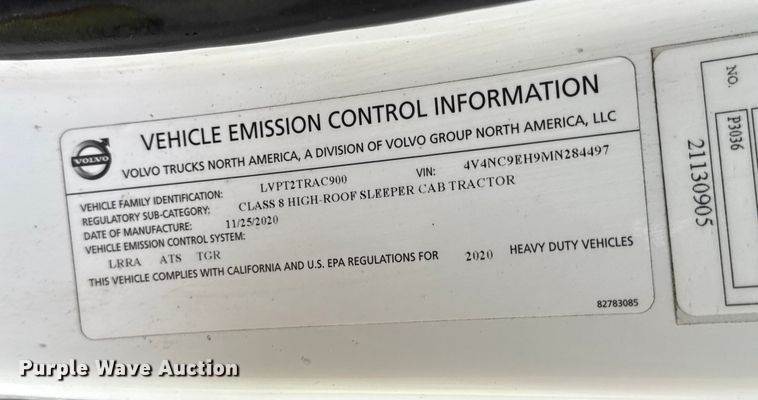 VOLVO
VEHICLE EMISSION CONTROL INFORMATION
VOLVO TRUCKS NORTH AMERICA, A DIVISION OF VOLVO GROUP NORTH AMERICA, LLC
VEHICLE FAMILY IDENTIFICATION: LVPT2TRAC900 VIN: 4V4NC9EH9MN284497
REGULATORY SUB-CATEGORY: CLASS 8 HIGH-ROOF SLEEPER CAB TRACTOR
DATE OF MANUFACTURE: 11/25/2020
VEHICLE EMISSION CONTROL SYSTEM:
LRRA ATS TGR
THIS VEHICLE COMPLIES WITH CALIFORNIA AND U.S. EPA REGULATIONS FOR 2020 HEAVY DUTY VEHICLES
82783085
NO.
P3036
21130905
Purple Wave Auction